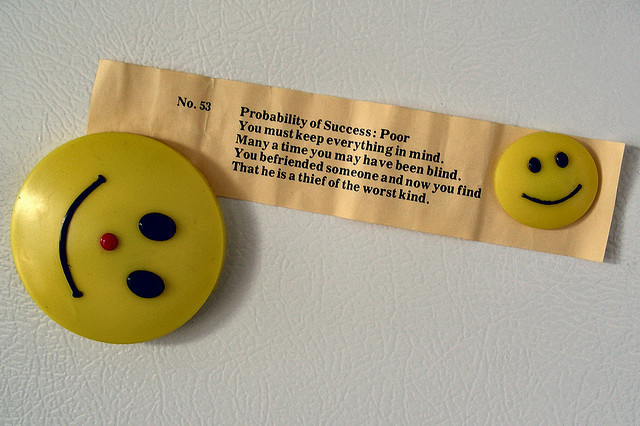 No. 53
Probability of Success: Poor
You must keep everything in mind.
Many a time you may have been blind.
You befriended someone and now you find
That he is a thief of the worst kind.